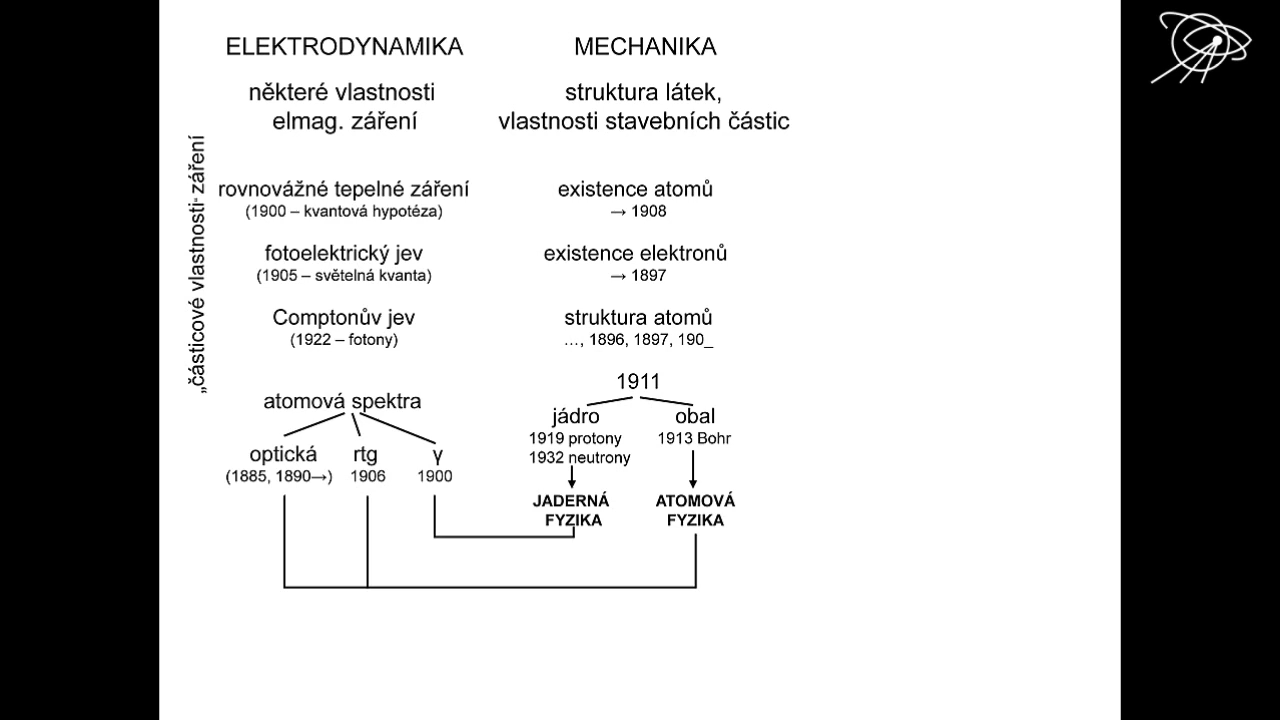 ELEKTRODYNAMIKA
některé vlastnosti
elmag. záření
„částicové vlastnosti" záření
rovnovážné tepelné záření
(1900 – kvantová hypotéza)
fotoelektrický jev
(1905 – světelná kvanta)
Comptonův jev
(1922 – fotony)
atomová spektra
optická
(1885, 1890→)
rtg
1906
γ
1900
MECHANIKA
struktura látek,
vlastnosti stavebních částic
existence atomů
→ 1908
existence elektronů
→ 1897
struktura atomů
…, 1896, 1897, 190_
1911
jádro
1919 protony
1932 neutrony
JADERNÁ
FYZIKA
obal
1913 Bohr
ATOMOVÁ
FYZIKA